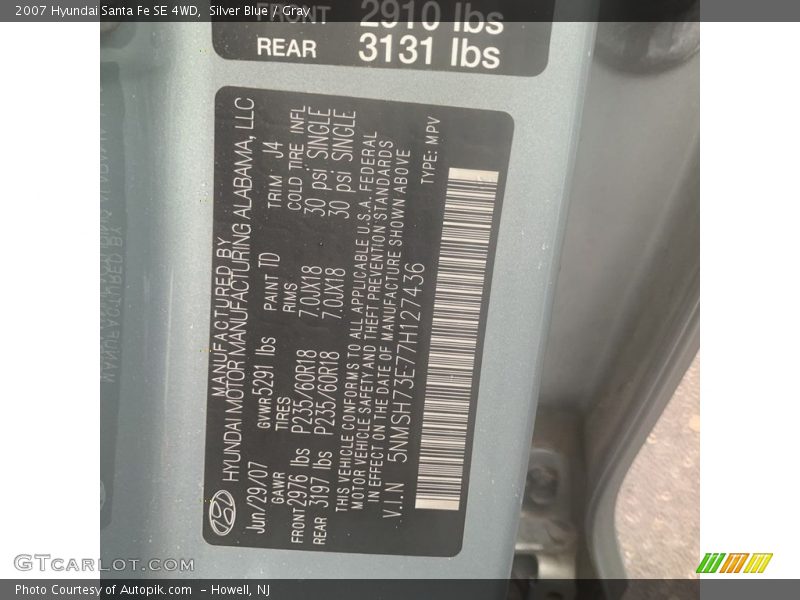 2007 Hyundai Santa Fe SE 4WD, Silver Blue / Gray
FRONT 2910 lbs
REAR 3131 lbs
MANUFACTURED BY
HYUNDAI MOTOR MANUFACTURING ALABAMA, LLC
Jun/29/07 GVWR 5291 lbs PAINT TD TRIM J4
GAWR TIRES RIMS COLD TIRE INFL
FRONT 2976 lbs P235/60R18 7.0JX18 30 psi SINGLE
REAR 3197 lbs P235/60R18 7.0JX18 30 psi SINGLE
THIS VEHICLE CONFORMS TO ALL APPLICABLE U.S.A. FEDERAL
MOTOR VEHICLE SAFETY AND THEFT PREVENTION STANDARDS
IN EFFECT ON THE DATE OF MANUFACTURE SHOWN ABOVE
V.I.N 5NMSH73E77H127436 TYPE: MPV
GTCARLOT.COM
Photo Courtesy of Autopik.com - Howell, NJ